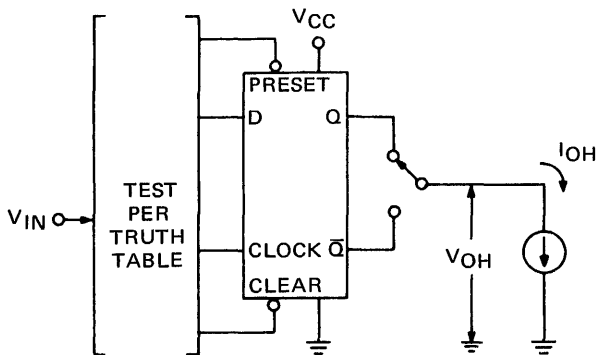 VCC
PRESET
D Q
IOH
TEST
PER
TRUTH
TABLE
VIN
CLOCK Q̅
VOH
CLEAR